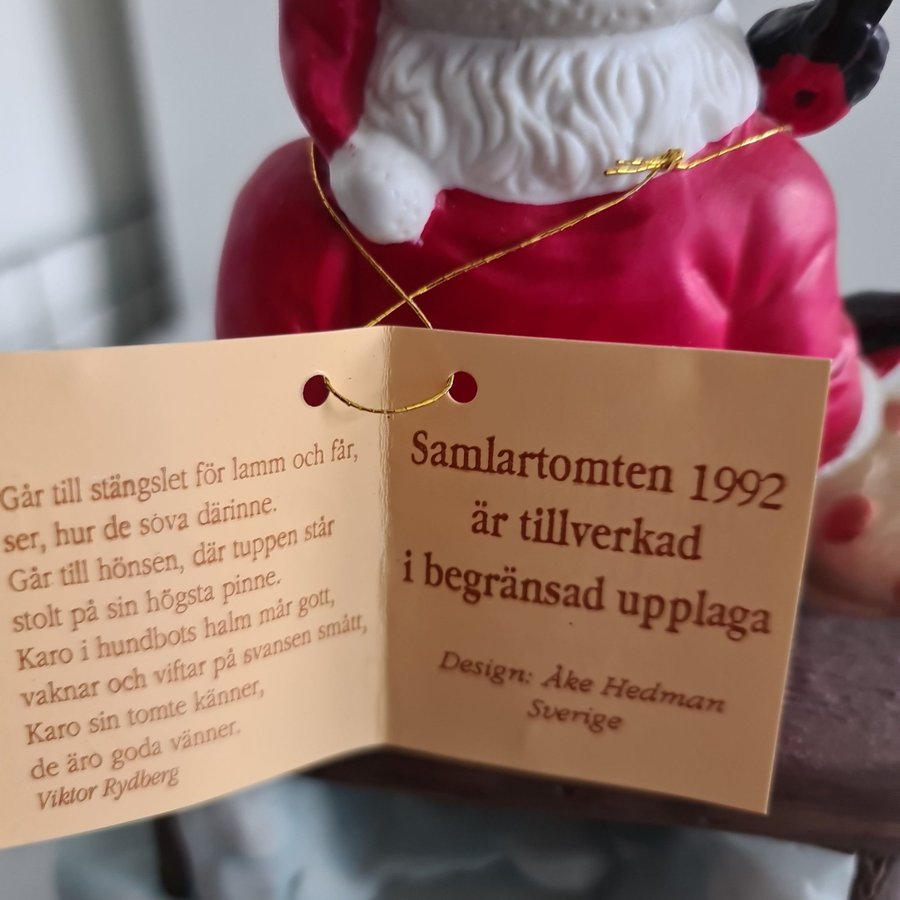 Går till stängslet för lamm och får,
ser, hur de sova därinne.
Går till hönsen, där tuppen står
stolt på sin högsta pinne.
Karo i hundbots halm mår gott,
vaknar och viftar på svansen smått,
Karo sin tomte känner,
de äro goda vänner.
Viktor Rydberg
Samlartomten 1992
är tillverkad
i begränsad upplaga
Design: Åke Hedman
Sverige